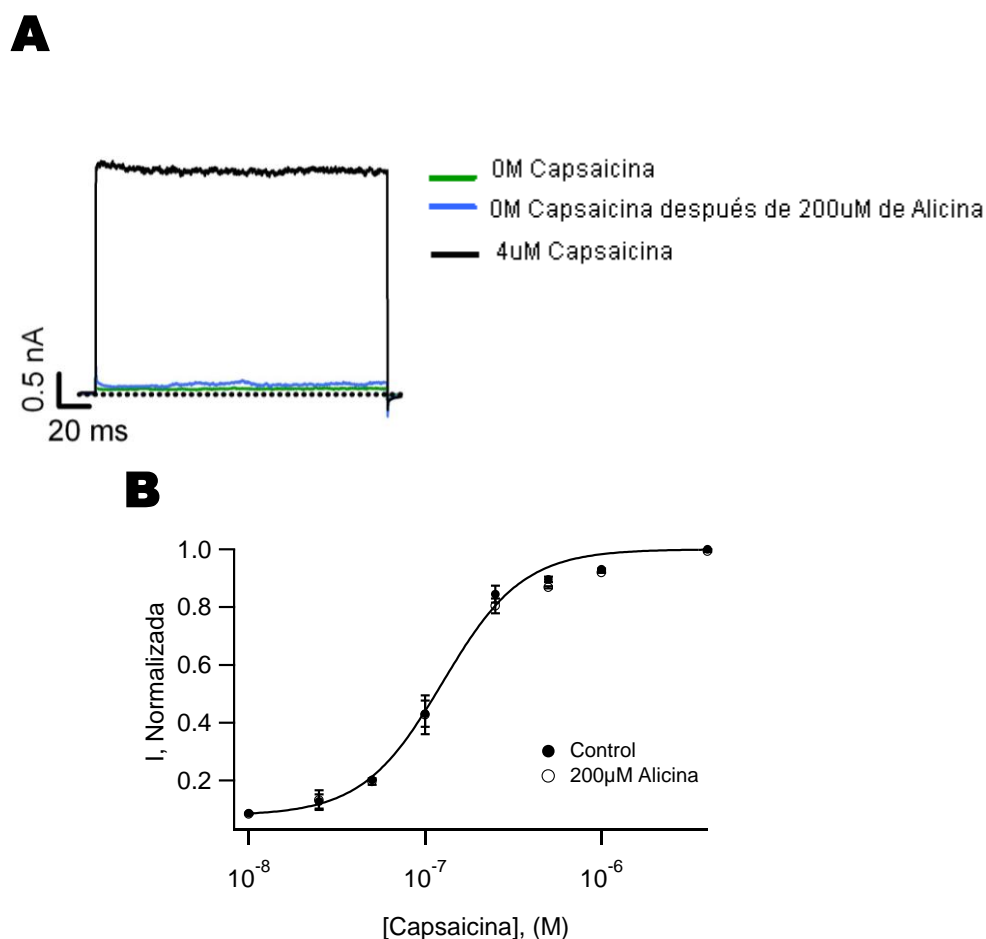 A
0M Capsaicina
0M Capsaicina después de 200uM de Alicina
4uM Capsaicina
0.5 nA
20 ms
B
1.0
0.8
0.6
0.4
0.2
I, Normalizada
Control
200µM Alicina
10-8
10-7
10-6
[Capsaicina], (M)